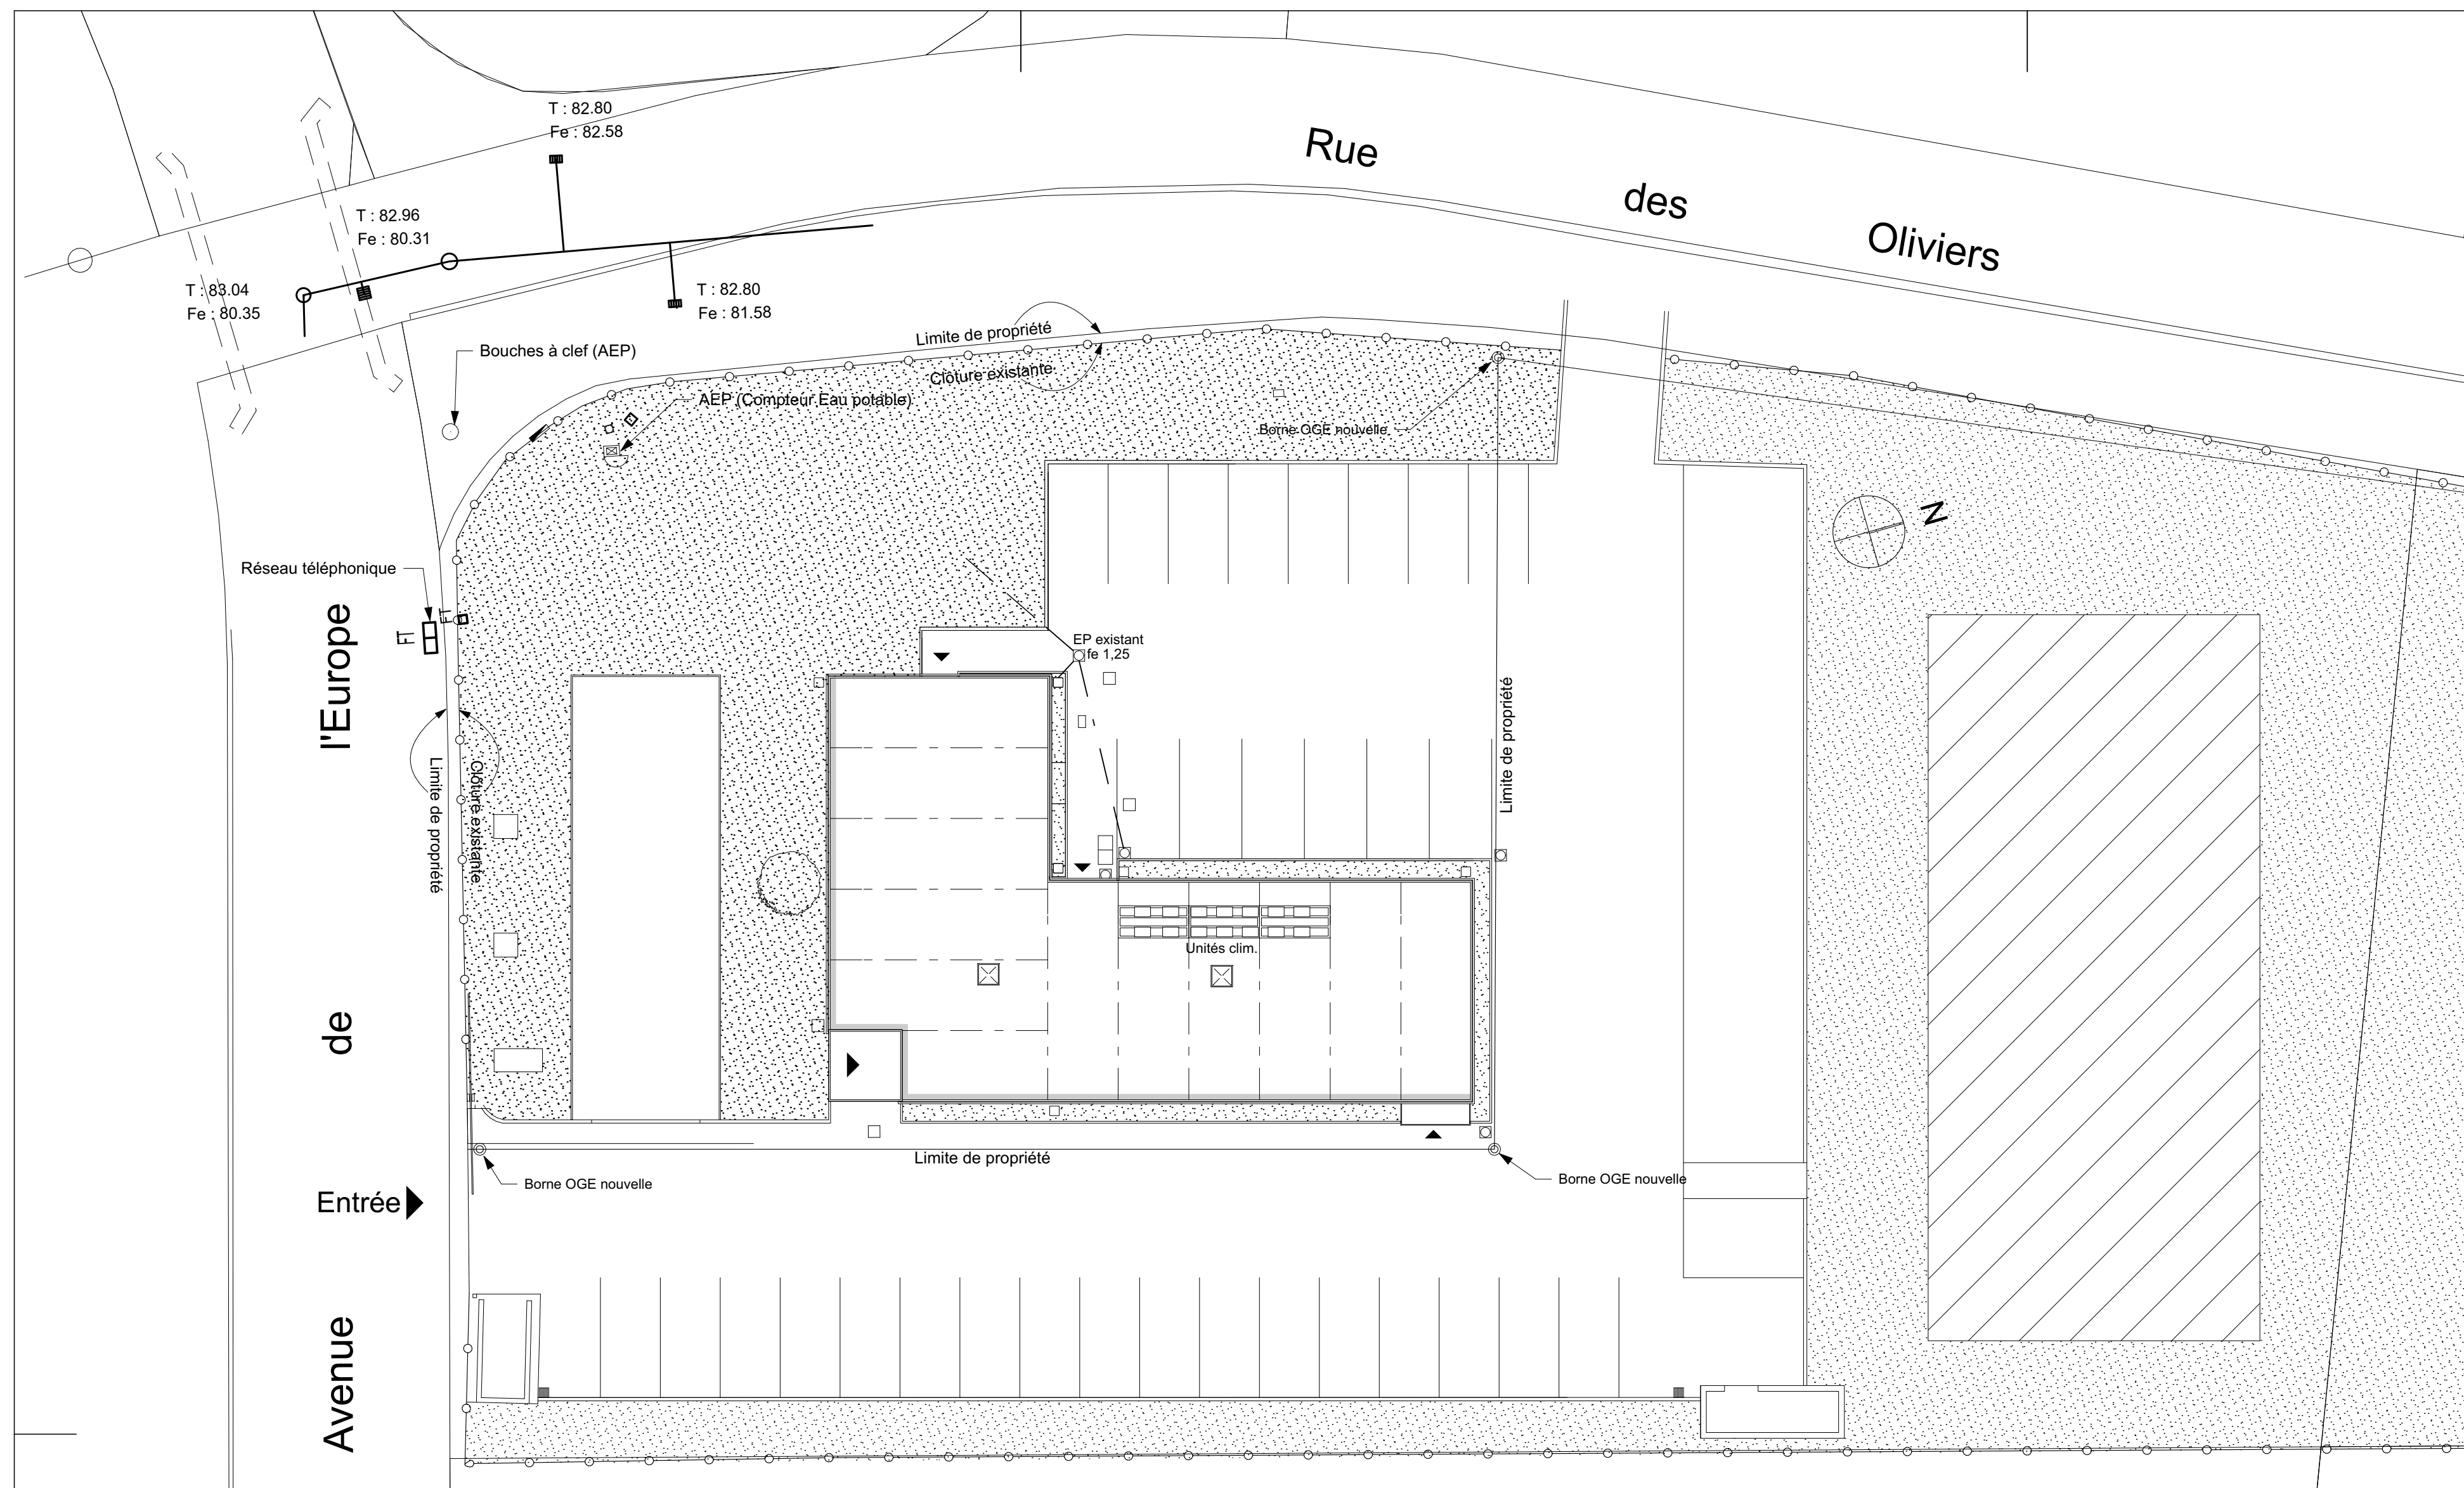 T : 82.80
Fe : 82.58
Rue
des
Oliviers
T : 82.96
Fe : 80.31
T : 83.04
Fe : 80.35
T : 82.80
Fe : 81.58
Limite de propriété
Clôture existante
Bouches à clef (AEP)
AEP (Compteur Eau potable)
Borne OGE nouvelle
N
Réseau téléphonique
FT
FT
EP existant
fe 1,25
Limite de propriété
Limite de propriété
Clôture existante
Unités clim.
Limite de propriété
Borne OGE nouvelle
Borne OGE nouvelle
Entrée
Avenue
de
l'Europe